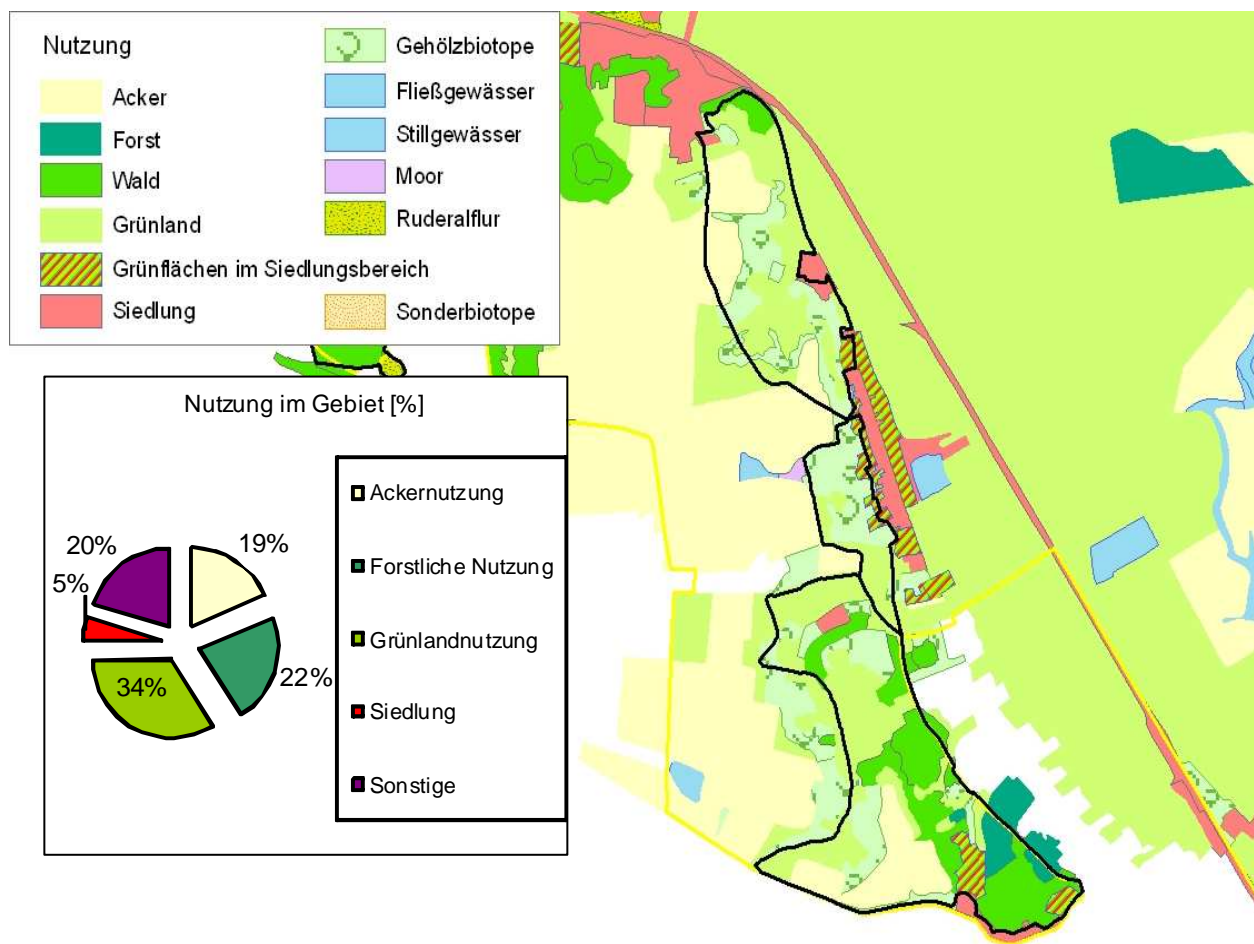 Nutzung
Acker
Forst
Wald
Grünland
Grünflächen im Siedlungsbereich
Siedlung
Gehölzbiotope
Fließgewässer
Stillgewässer
Moor
Ruderalflur
Sonderbiotope
Nutzung im Gebiet [%]
20%
19%
5%
34%
22%
Ackernutzung
Forstliche Nutzung
Grünlandnutzung
Siedlung
Sonstige